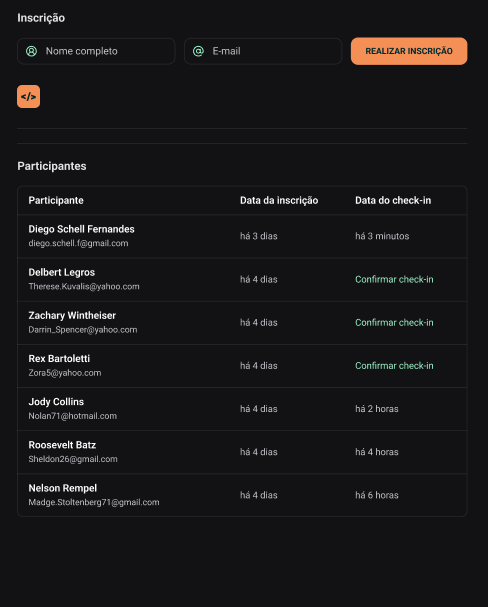 Inscrição
Nome completo
E-mail
REALIZAR INSCRIÇÃO
</>
Participantes
Participante Data da inscrição Data do check-in
Diego Schell Fernandes
diego.schell.f@gmail.com
há 3 dias há 3 minutos
Delbert Legros
Therese.Kuvalis@yahoo.com
há 4 dias Confirmar check-in
Zachary Wintheiser
Darrin_Spencer@yahoo.com
há 4 dias Confirmar check-in
Rex Bartoletti
Zora5@yahoo.com
há 4 dias Confirmar check-in
Jody Collins
Nolan71@hotmail.com
há 4 dias há 2 horas
Roosevelt Batz
Sheldon26@gmail.com
há 4 dias há 4 horas
Nelson Rempel
Madge.Stoltenberg71@gmail.com
há 4 dias há 6 horas